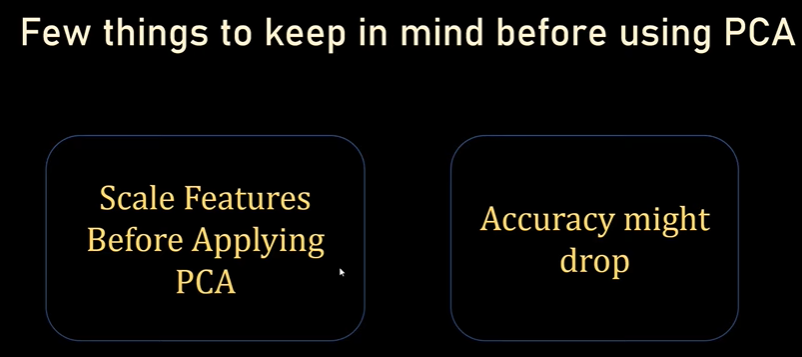 Few things to keep in mind before using PCA
Scale Features
Before Applying
PCA
Accuracy might
drop